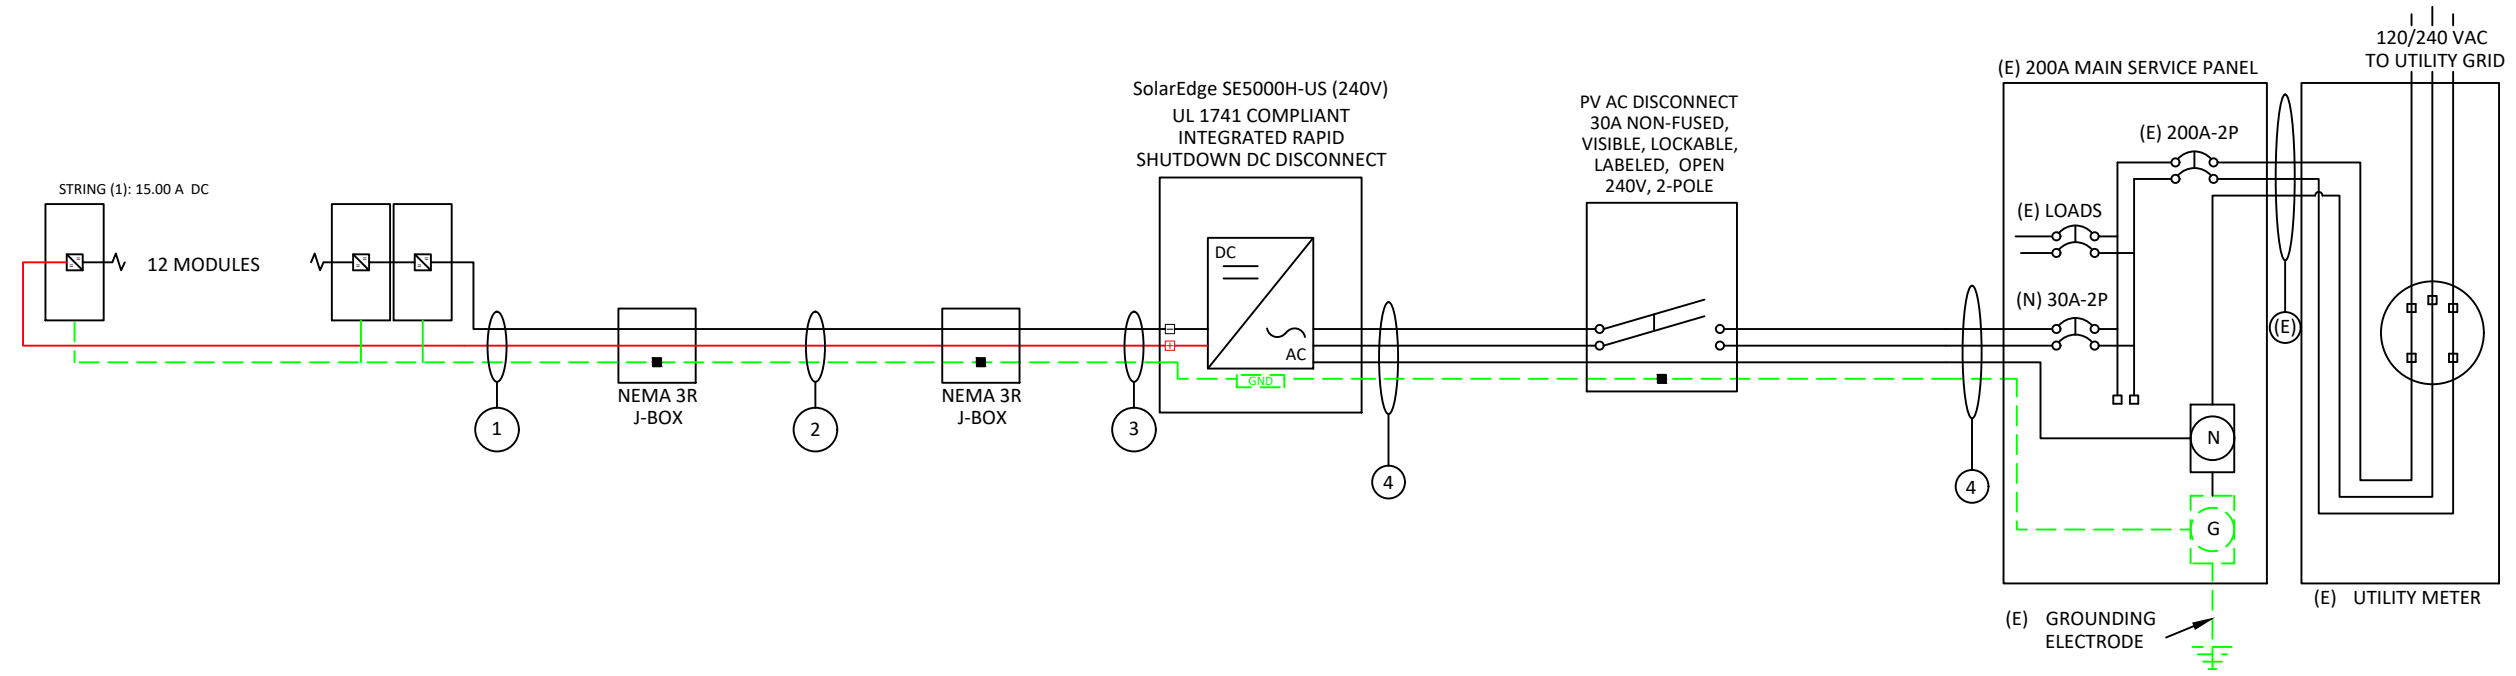 120/240 VAC
TO UTILITY GRID
(E) 200A MAIN SERVICE PANEL
SolarEdge SE5000H-US (240V)
UL 1741 COMPLIANT
INTEGRATED RAPID
SHUTDOWN DC DISCONNECT
PV AC DISCONNECT
30A NON-FUSED,
VISIBLE, LOCKABLE,
LABELED, OPEN
240V, 2-POLE
(E) 200A-2P
STRING (1): 15.00 A DC
(E) LOADS
12 MODULES
DC
AC
GND
(N) 30A-2P
(E)
NEMA 3R
J-BOX
NEMA 3R
J-BOX
1
2
3
4
4
N
G
(E) UTILITY METER
(E) GROUNDING
ELECTRODE